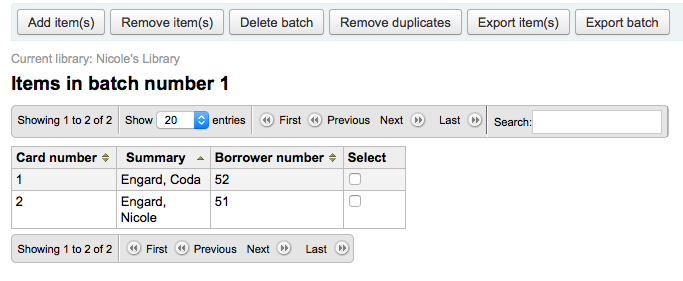 Add item(s) Remove item(s) Delete batch Remove duplicates Export item(s) Export batch
Current library: Nicole's Library
Items in batch number 1
Showing 1 to 2 of 2 Show 20 entries First Previous Next Last Search:
Card number Summary Borrower number Select
1 Engard, Coda 52
2 Engard, 51
Nicole
Showing 1 to 2 of 2 First Previous Next Last